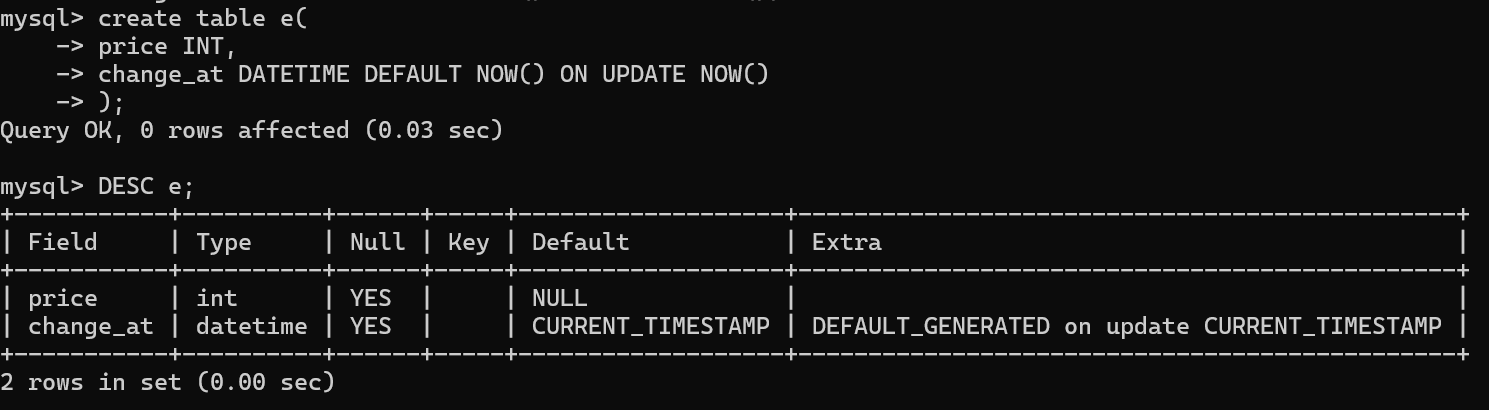 mysql> create table e(
    -> price INT,
    -> change_at DATETIME DEFAULT NOW() ON UPDATE NOW()
    -> );
Query OK, 0 rows affected (0.03 sec)

mysql> DESC e;
+-----------+----------+------+-----+-------------------+-----------------------------------------------+
| Field     | Type     | Null | Key | Default           | Extra                                         |
+-----------+----------+------+-----+-------------------+-----------------------------------------------+
| price     | int      | YES  |     | NULL              |                                               |
| change_at | datetime | YES  |     | CURRENT_TIMESTAMP | DEFAULT_GENERATED on update CURRENT_TIMESTAMP |
+-----------+----------+------+-----+-------------------+-----------------------------------------------+
2 rows in set (0.00 sec)